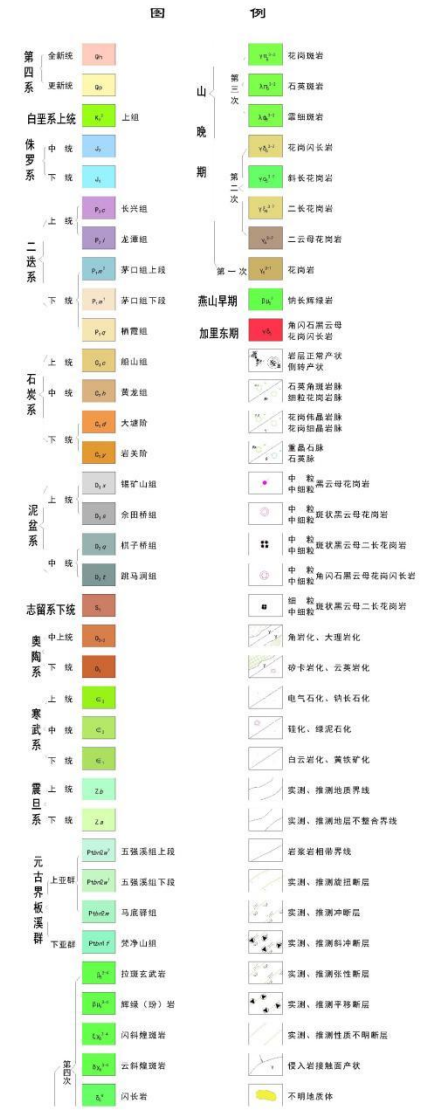 图 例
第四系
全新统 Qh
更新统 Qp
白垩系上统 上组
侏罗系
中统 J₂
下统 J₁
二迭系
上统
长兴组
龙潭组
下统
茅口组上段
茅口组下段
栖霞组
石炭系
上统 船山组
中统 黄龙组
下统
大塘阶
岩关阶
泥盆系
上统
锡矿山组
佘田桥组
中统
棋子桥组
跳马涧组
志留系下统 S₁
奥陶系
中上统
下统 O₁
寒武系
上统
中统
下统
震旦系
上统 Zb
下统 Za
元古界板溪群
上亚群
五强溪组上段
五强溪组下段
马底驿组
下亚群 梵净山组
第四次
拉斑玄武岩
辉绿（玢）岩
闪斜煌斑岩
云斜煌斑岩
闪长岩
山晚期
第三次
花岗斑岩
石英斑岩
霏细斑岩
第二次
花岗闪长岩
斜长花岗岩
二长花岗岩
二云母花岗岩
第一次 花岗岩
燕山早期 钠长辉绿岩
加里东期 角闪石黑云母
花岗闪长岩
岩层正常产状
倒转产状
石英角斑岩脉
细粒花岗岩脉
花岗伟晶岩脉
花岗细晶岩脉
重晶石脉
石英脉
中粒
中细粒黑云母花岗岩
中粒
中细粒斑状黑云母花岗岩
中粒
中细粒斑状黑云母二长花岗岩
中粒
中细粒角闪石黑云母花岗闪长岩
细粒
中细粒斑状黑云母二长花岗岩
角岩化、大理岩化
矽卡岩化、云英岩化
电气石化、钠长石化
硅化、绿泥石化
白云岩化、黄铁矿化
实测、推测地质界线
实测、推测地层不整合界线
岩浆岩相带界线
实测、推测旋扭断层
实测、推测冲断层
实测、推测斜冲断层
实测、推测张性断层
实测、推测平移断层
实测、推测性质不明断层
侵入岩接触面产状
不明地质体